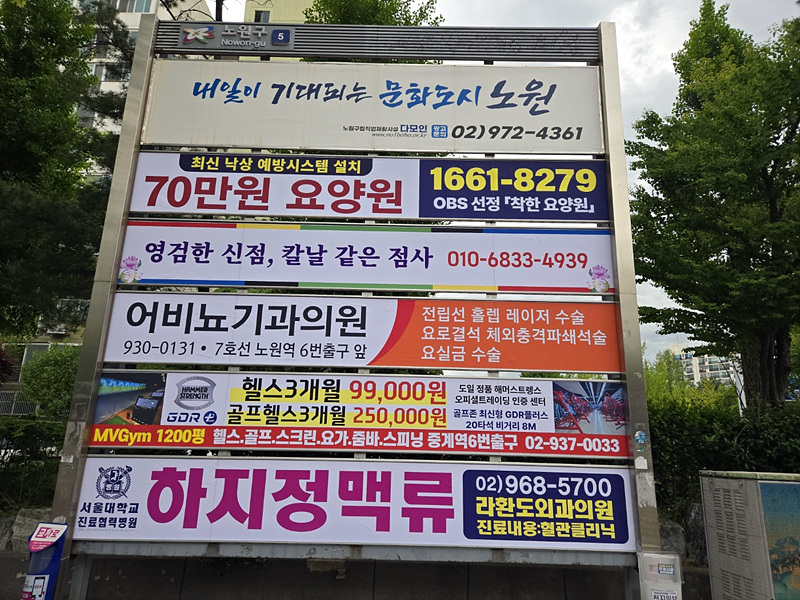 노원구 5
Nowon-gu
내일이 기대되는 문화도시 노원
노원구립직업재활시설 다모인 광고문의 02)972-4361
최신 낙상 예방시스템 설치
70만원 요양원
1661-8279
OBS 선정 『착한 요양원』
영검한 신점, 칼날 같은 점사 010-6833-4939
어비뇨기과의원
930-0131 • 7호선 노원역 6번출구 앞
전립선 홀렙 레이저 수술
요로결석 체외충격파쇄석술
요실금 수술
HAMMER
STRENGTH
GDR
헬스3개월 99,000원
골프헬스3개월 250,000원
도일 정품 해머스트렝스
오피셜트레이딩 인증 센터
골프존 최신형 GDR플러스
20타석 비거리 8M
MVGym 1200평 헬스.골프.스크린.요가.줌바.스피닝 중계역6번출구 02-937-0033
서울대학교
진료협력병원
하지정맥류
02)968-5700
라환도외과의원
진료내용:혈관클리닉